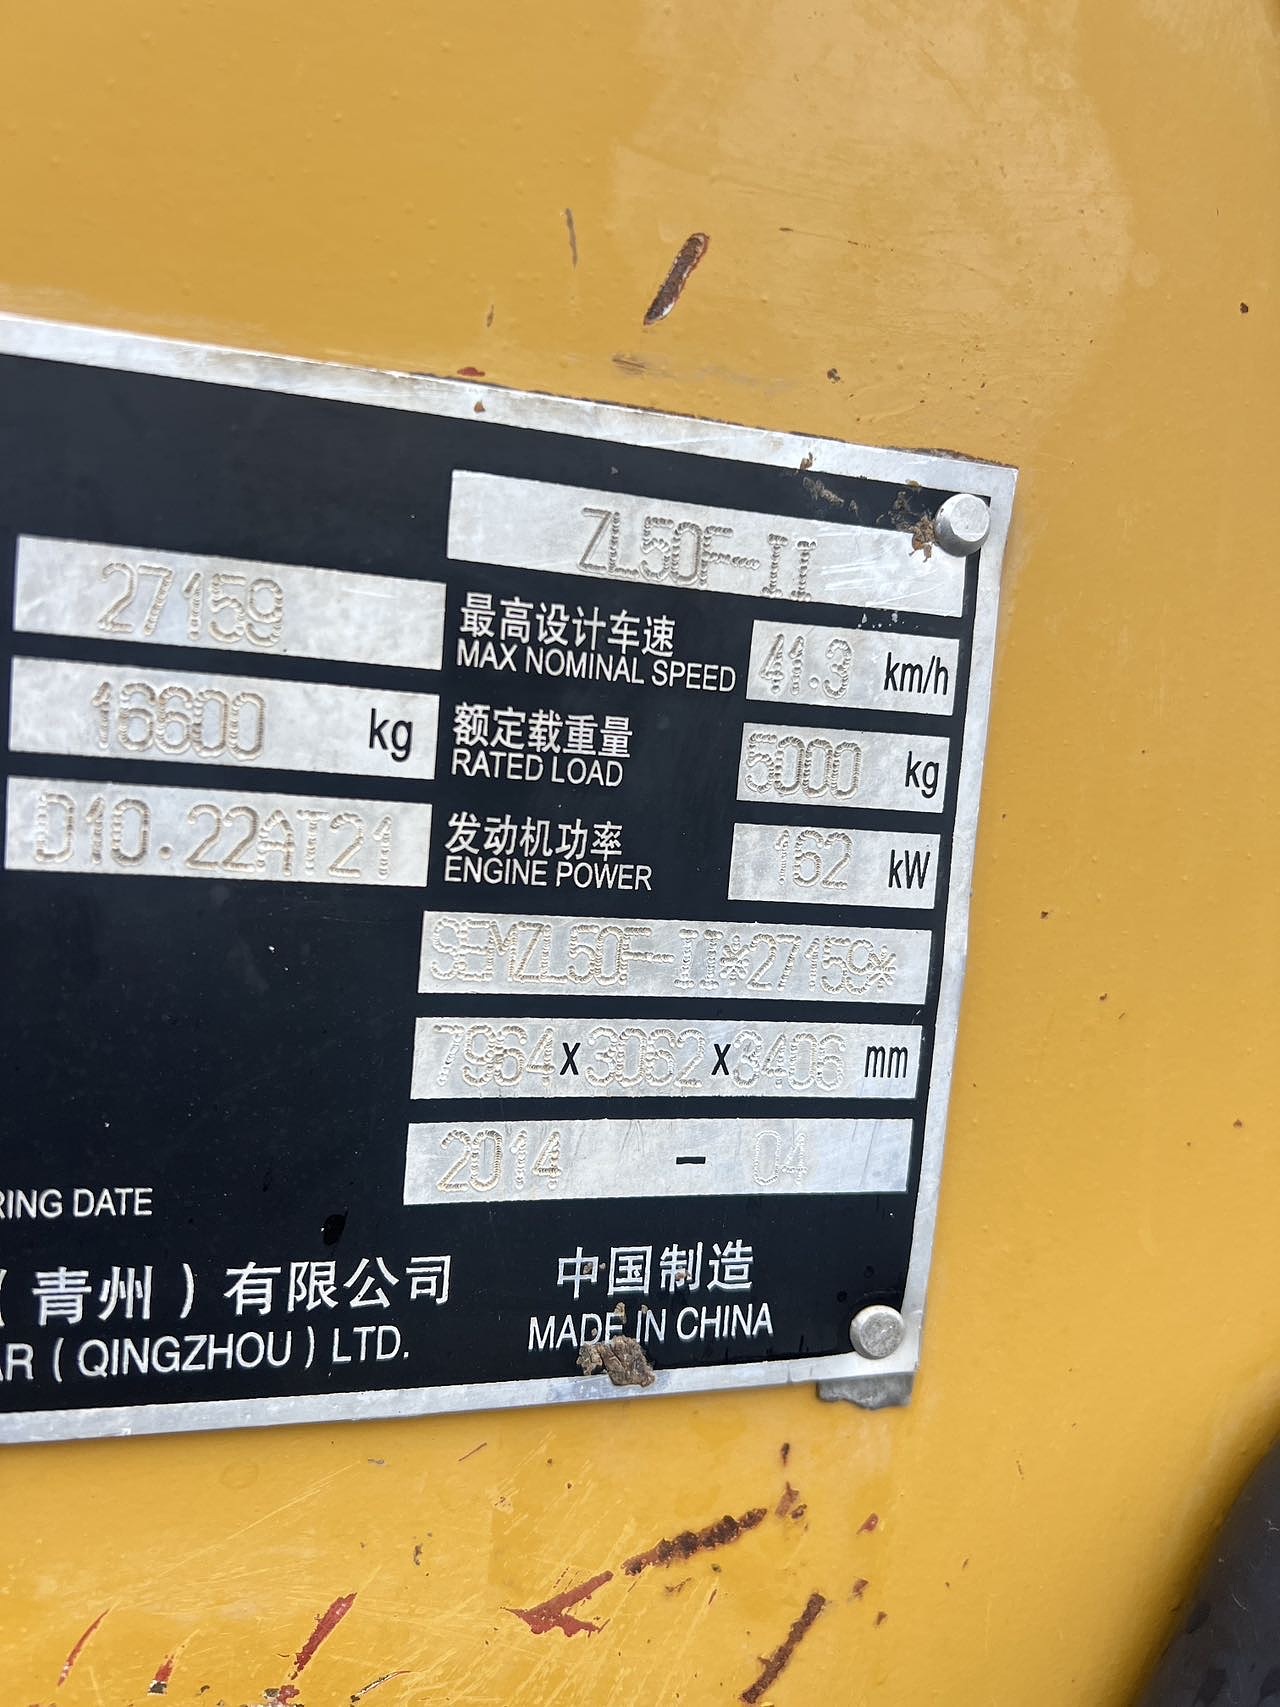 ZL50F-II
27159
最高设计车速
MAX NOMINAL SPEED
41.3 km/h
16600 kg
额定载重量
RATED LOAD
5000 kg
D10.22AT21
发动机功率
ENGINE POWER
162 kW
SEMZL50F-II*27159*
7964 x 3062 x 3406 mm
2014 - 04
RING DATE
(青州)有限公司
AR (QINGZHOU) LTD.
中国制造
MADE IN CHINA